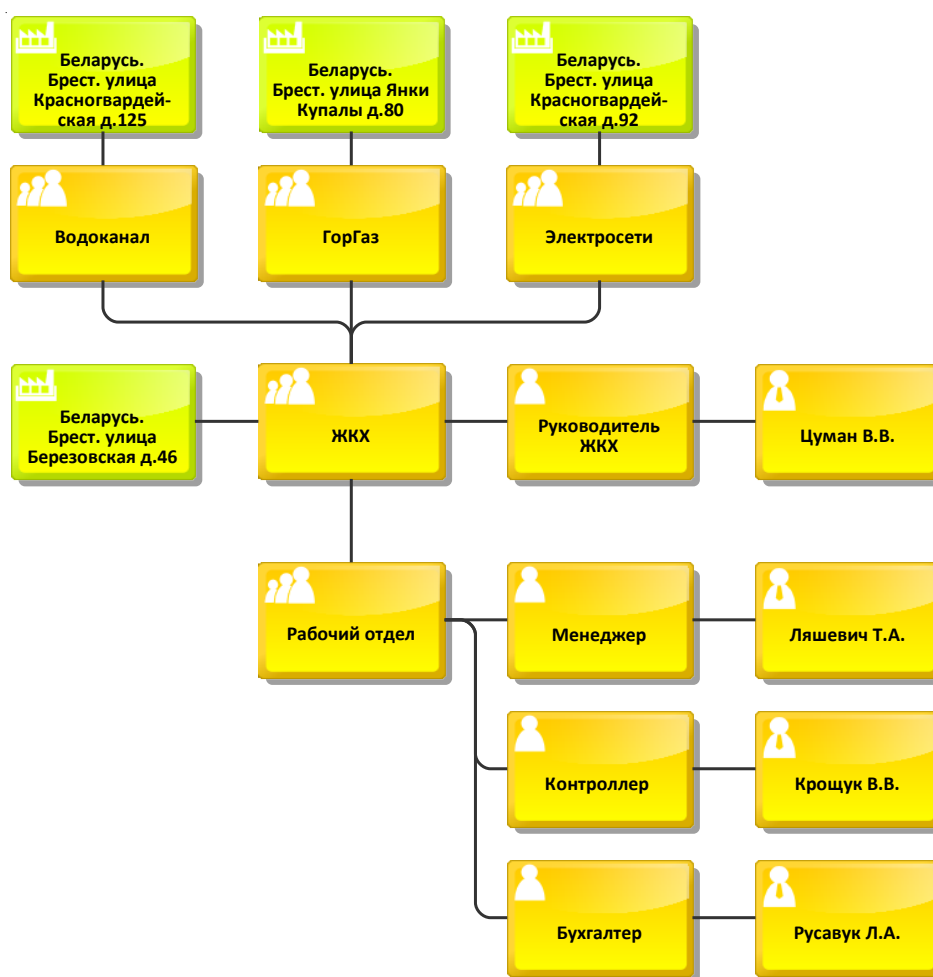 Беларусь.
Брест. улица
Красногвардей-
ская д.125
Беларусь.
Брест. улица Янки
Купалы д.80
Беларусь.
Брест. улица
Красногвардей-
ская д.92
Водоканал
ГорГаз
Электросети
Беларусь.
Брест. улица
Березовская д.46
ЖКХ
Руководитель
ЖКХ
Цуман В.В.
Рабочий отдел
Менеджер
Ляшевич Т.А.
Контроллер
Крощук В.В.
Бухгалтер
Русавук Л.А.